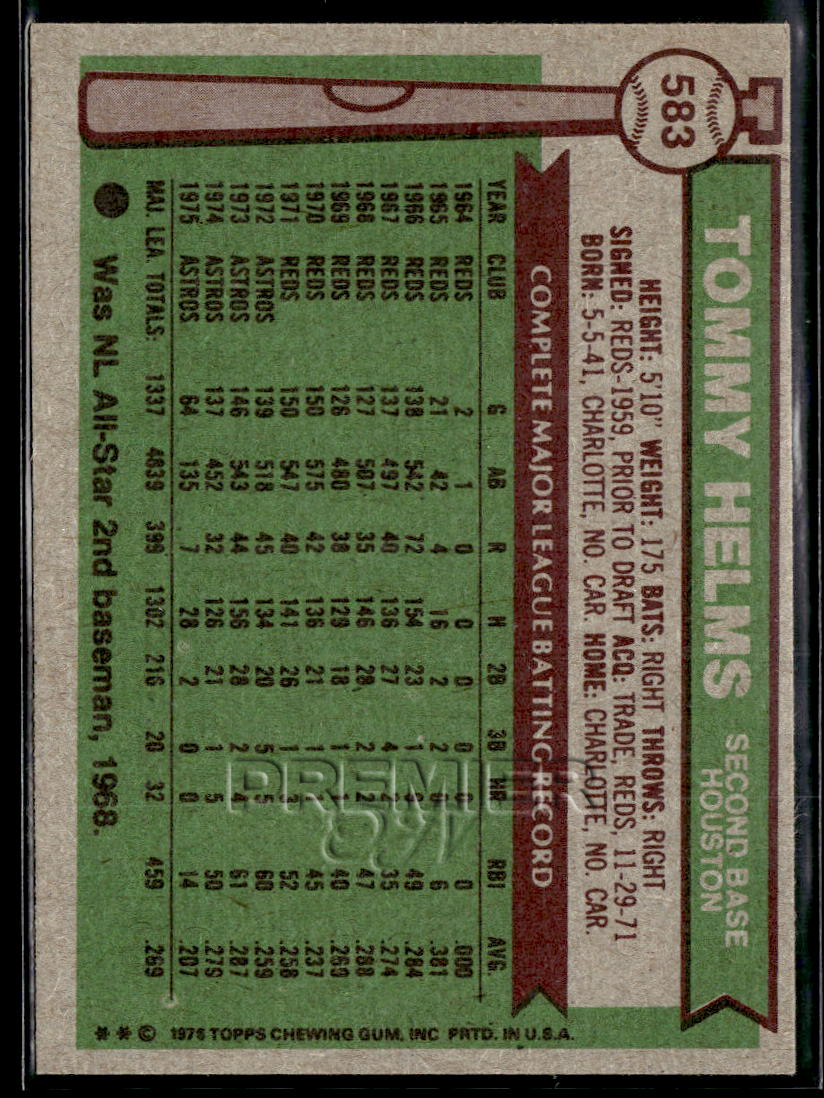 583
TOMMY HELMS SECOND BASE
HOUSTON
HEIGHT: 5'10" WEIGHT: 175 BATS: RIGHT THROWS: RIGHT
SIGNED: REDS-1959, PRIOR TO DRAFT ACQ: TRADE, REDS, 11-29-71
BORN: 5-5-41, CHARLOTTE, NO. CAR. HOME: CHARLOTTE, NO. CAR.
COMPLETE MAJOR LEAGUE BATTING RECORD
YEAR CLUB G AB R H 2B 3B HR RBI AVG.
1964 REDS 2 1 0 0 0 0 0 0 .000
1965 REDS 21 42 4 16 2 2 0 6 .381
1966 REDS 138 542 72 154 23 1 9 49 .284
1967 REDS 137 497 40 136 27 4 2 35 .274
1968 REDS 127 507 35 146 28 2 2 47 .288
1969 REDS 126 480 38 129 18 1 1 40 .269
1970 REDS 150 575 42 136 21 1 1 45 .237
1971 REDS 150 547 40 141 26 1 3 52 .258
1972 ASTROS 139 518 45 134 20 5 5 60 .259
1973 ASTROS 146 543 44 156 28 2 4 61 .287
1974 ASTROS 137 452 32 126 21 1 5 50 .279
1975 ASTROS 64 135 7 28 2 0 0 14 .207
MAJ. LEA. TOTALS: 1337 4839 399 1302 216 20 32 459 .269
Was NL All-Star 2nd baseman, 1968.
* * © 1976 TOPPS CHEWING GUM, INC PRTD. IN U.S.A.
PREMIER